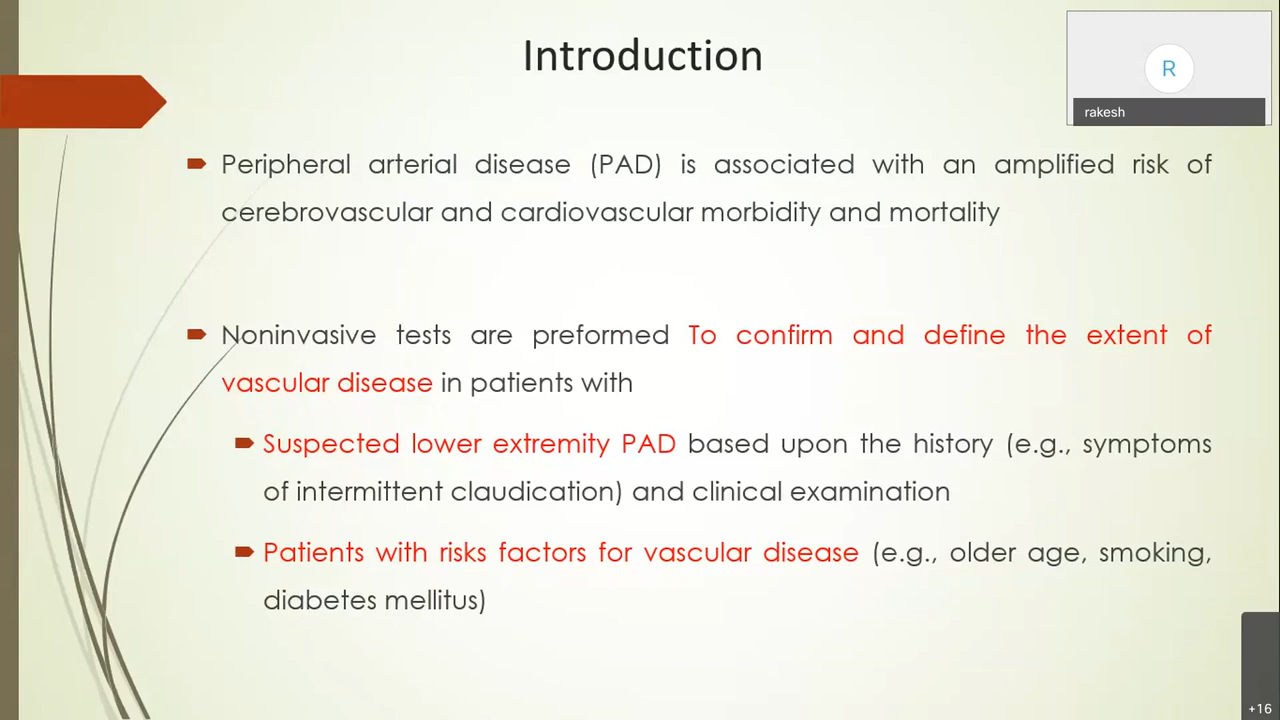 Introduction
R
rakesh
Peripheral arterial disease (PAD) is associated with an amplified risk of
cerebrovascular and cardiovascular morbidity and mortality
Noninvasive tests are preformed To confirm and define the extent of
vascular disease in patients with
Suspected lower extremity PAD based upon the history (e.g., symptoms
of intermittent claudication) and clinical examination
Patients with risks factors for vascular disease (e.g., older age, smoking,
diabetes mellitus)
+16